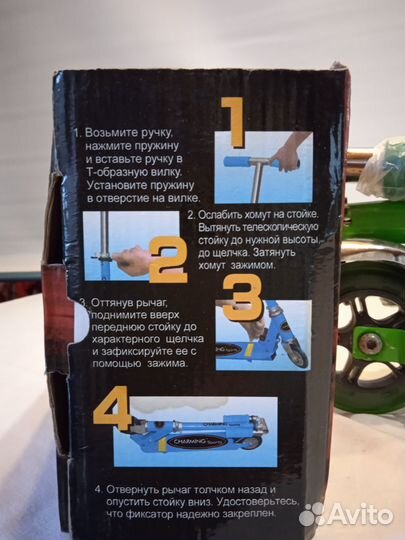 1
1. Возьмите ручку,
нажмите пружину
и вставьте ручку в
Т-образную вилку.
Установите пружину
в отверстие на вилке.
2
2. Ослабить хомут на стойке.
Вытянуть телескопическую
стойку до нужной высоты
до щелчка. Затянуть
хомут зажимом.
3
3. Оттянув рычаг,
поднимите вверх
переднюю стойку до
характерного щелчка
и зафиксируйте ее с
помощью зажима.
4
CHARMING Sports
4. Отвернуть рычаг толчком назад и
опустить стойку вниз. Удостоверьтесь,
что фиксатор надежно закреплен.
Avito